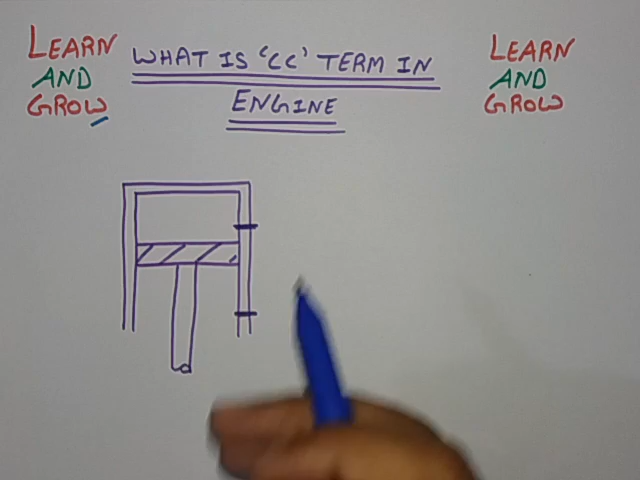 LEARN
AND
GROW
WHAT IS 'CC' TERM IN
ENGINE
LEARN
AND
GROW